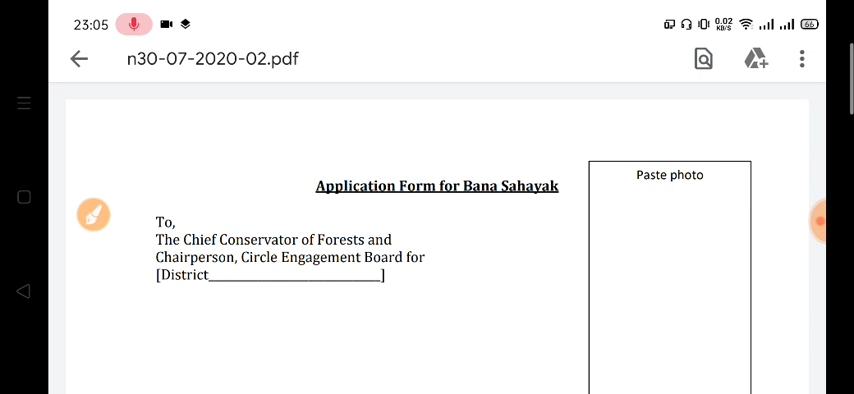 23:05
0.02
KB/S
66
n30-07-2020-02.pdf
Paste photo
Application Form for Bana Sahayak
To,
The Chief Conservator of Forests and
Chairperson, Circle Engagement Board for
[District______________________]